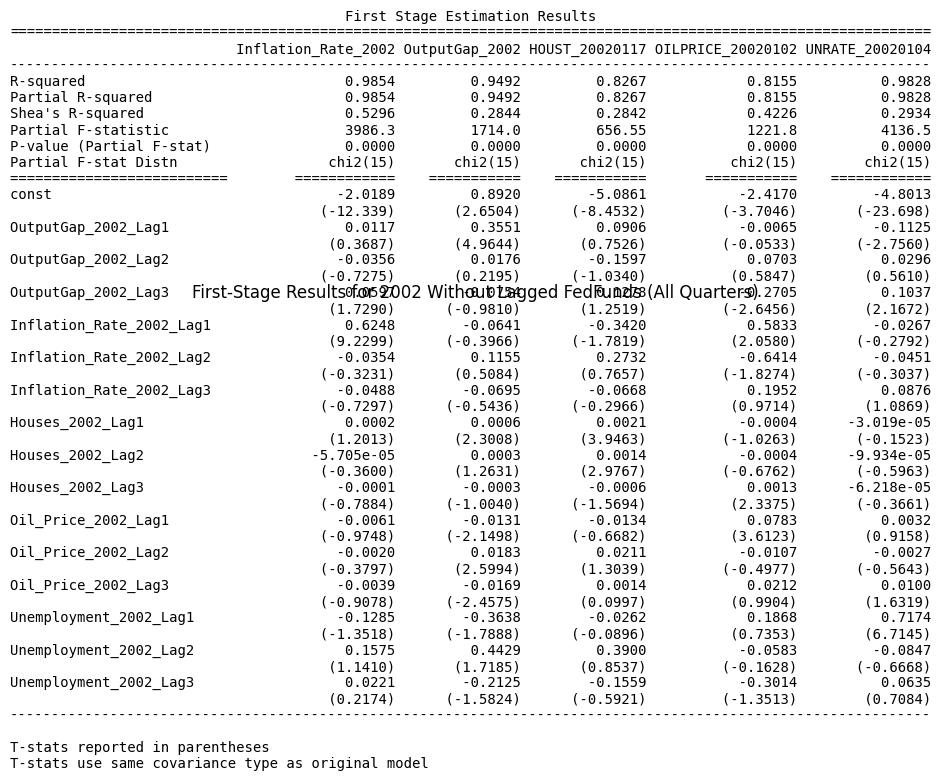 First Stage Estimation Results
==============================================================================================================
Inflation_Rate_2002 OutputGap_2002 HOUST_20020117 OILPRICE_20020102 UNRATE_20020104
--------------------------------------------------------------------------------------------------------------
R-squared 0.9854 0.9492 0.8267 0.8155 0.9828
Partial R-squared 0.9854 0.9492 0.8267 0.8155 0.9828
Shea's R-squared 0.5296 0.2844 0.2842 0.4226 0.2934
Partial F-statistic 3986.3 1714.0 656.55 1221.8 4136.5
P-value (Partial F-stat) 0.0000 0.0000 0.0000 0.0000 0.0000
Partial F-stat Distn chi2(15) chi2(15) chi2(15) chi2(15) chi2(15)
========================== ============ =========== =========== =========== ============
const -2.0189 0.8920 -5.0861 -2.4170 -4.8013
(-12.339) (2.6504) (-8.4532) (-3.7046) (-23.698)
OutputGap_2002_Lag1 0.0117 0.3551 0.0906 -0.0065 -0.1125
(0.3687) (4.9644) (0.7526) (-0.0533) (-2.7560)
OutputGap_2002_Lag2 -0.0356 0.0176 -0.1597 0.0703 0.0296
(-0.7275) (0.2195) (-1.0340) (0.5847) (0.5610)
OutputGap_2002_Lag3 0.1037
First-Stage Results for 2002 Without Lagged FedFunds (All Quarters)
(1.7290) (-0.9810) (1.2519) (-2.6456) (2.1672)
Inflation_Rate_2002_Lag1 0.6248 -0.0641 -0.3420 0.5833 -0.0267
(9.2299) (-0.3966) (-1.7819) (2.0580) (-0.2792)
Inflation_Rate_2002_Lag2 -0.0354 0.1155 0.2732 -0.6414 -0.0451
(-0.3231) (0.5084) (0.7657) (-1.8274) (-0.3037)
Inflation_Rate_2002_Lag3 -0.0488 -0.0695 -0.0668 0.1952 0.0876
(-0.7297) (-0.5436) (-0.2966) (0.9714) (1.0869)
Houses_2002_Lag1 0.0002 0.0006 0.0021 -0.0004 -3.019e-05
(1.2013) (2.3008) (3.9463) (-1.0263) (-0.1523)
Houses_2002_Lag2 -5.705e-05 0.0003 0.0014 -0.0004 -9.934e-05
(-0.3600) (1.2631) (2.9767) (-0.6762) (-0.5963)
Houses_2002_Lag3 -0.0001 -0.0003 -0.0006 0.0013 -6.218e-05
(-0.7884) (-1.0040) (-1.5694) (2.3375) (-0.3661)
Oil_Price_2002_Lag1 -0.0061 -0.0131 -0.0134 0.0783 0.0032
(-0.9748) (-2.1498) (-0.6682) (3.6123) (0.9158)
Oil_Price_2002_Lag2 -0.0020 0.0183 0.0211 -0.0107 -0.0027
(-0.3797) (2.5994) (1.3039) (-0.4977) (-0.5643)
Oil_Price_2002_Lag3 -0.0039 -0.0169 0.0014 0.0212 0.0100
(-0.9078) (-2.4575) (0.0997) (0.9904) (1.6319)
Unemployment_2002_Lag1 -0.1285 -0.3638 -0.0262 0.1868 0.7174
(-1.3518) (-1.7888) (-0.0896) (0.7353) (6.7145)
Unemployment_2002_Lag2 0.1575 0.4429 0.3900 -0.0583 -0.0847
(1.1410) (1.7185) (0.8537) (-0.1628) (-0.6668)
Unemployment_2002_Lag3 0.0221 -0.2125 -0.1559 -0.3014 0.0635
(0.2174) (-1.5824) (-0.5921) (-1.3513) (0.7084)
--------------------------------------------------------------------------------------------------------------
T-stats reported in parentheses
T-stats use same covariance type as original model